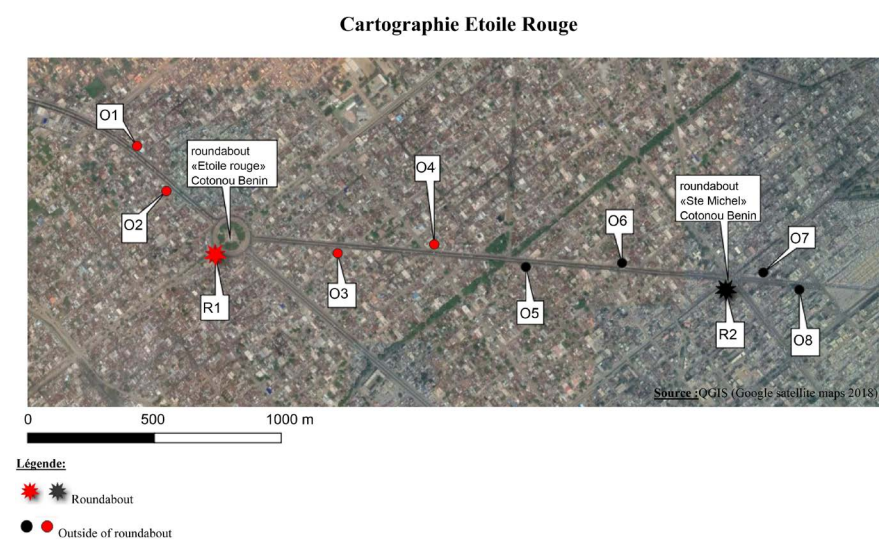 Cartographie Etoile Rouge
O1
roundabout
«Etoile rouge»
Cotonou Benin
O2
O4
roundabout
«Ste Michel»
Cotonou Benin
O6
O7
R1
O3
O5
R2
O8
Source :QGIS (Google satellite maps 2018)
0 500 1000 m
Légende:
Roundabout
Outside of roundabout